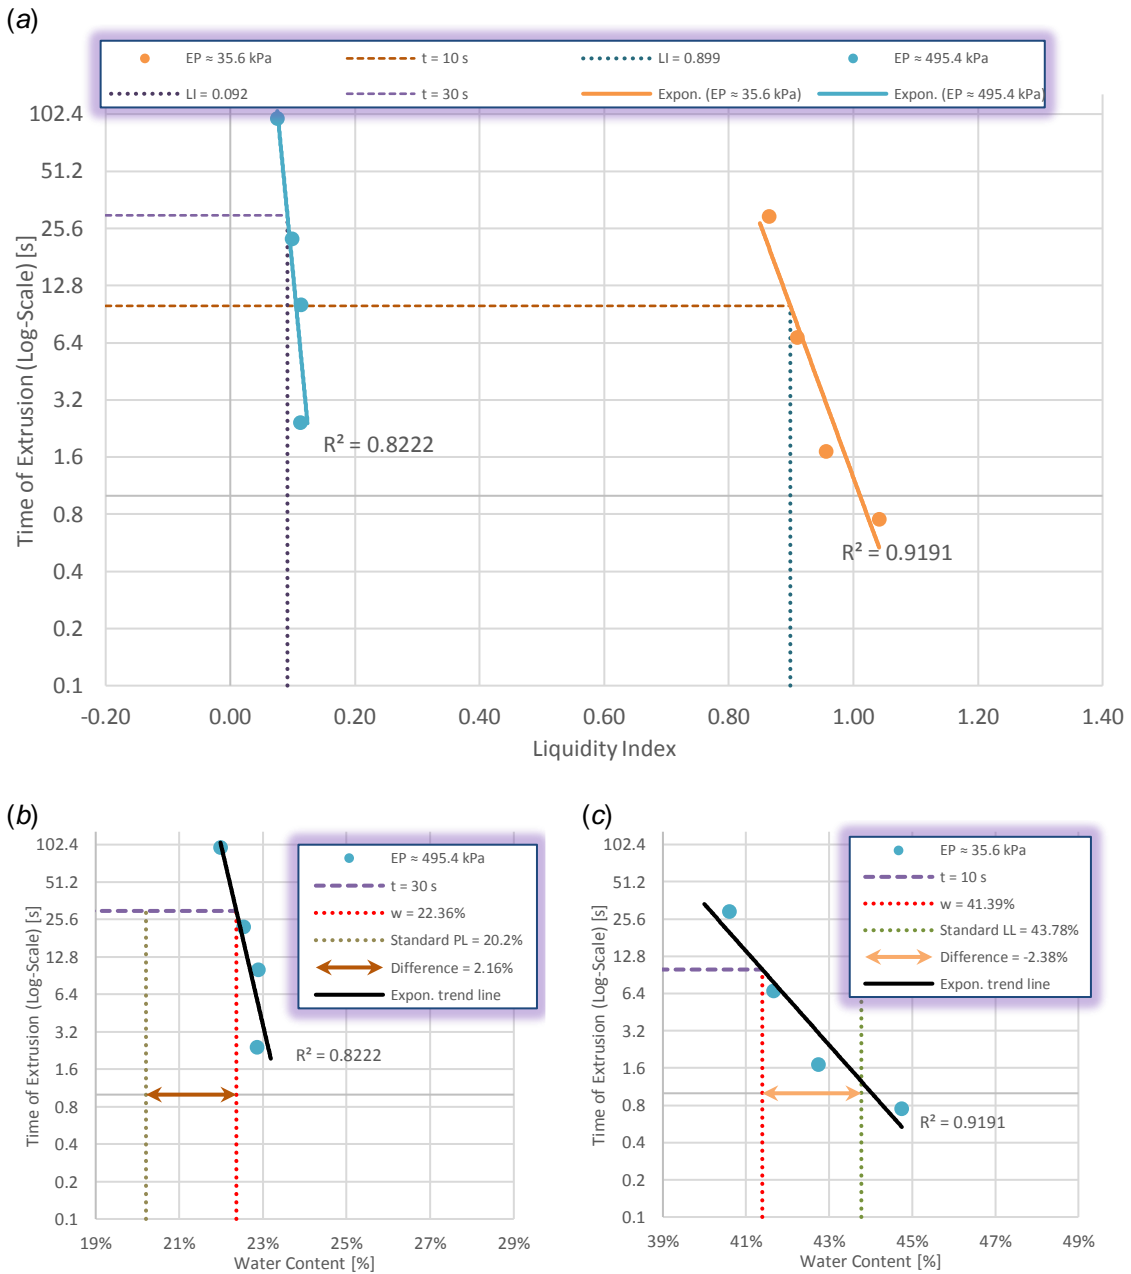 (a)
EP ≈ 35.6 kPa t = 10 s LI = 0.899 EP ≈ 495.4 kPa
LI = 0.092 t = 30 s Expon. (EP ≈ 35.6 kPa) Expon. (EP ≈ 495.4 kPa)
Time of Extrusion (Log-Scale) [s]
102.4
51.2
25.6
12.8
6.4
3.2
1.6
0.8
0.4
0.2
0.1
R² = 0.8222
R² = 0.9191
-0.20 0.00 0.20 0.40 0.60 0.80 1.00 1.20 1.40
Liquidity Index
(b)
Time of Extrusion (Log-Scale) [s]
102.4
51.2
25.6
12.8
6.4
3.2
1.6
0.8
0.4
0.2
0.1
EP ≈ 495.4 kPa
t = 30 s
w = 22.36%
Standard PL = 20.2%
Difference = 2.16%
Expon. trend line
R² = 0.8222
19% 21% 23% 25% 27% 29%
Water Content [%]
(c)
Time of Extrusion (Log-Scale) [s]
102.4
51.2
25.6
12.8
6.4
3.2
1.6
0.8
0.4
0.2
0.1
EP ≈ 35.6 kPa
t = 10 s
w = 41.39%
Standard LL = 43.78%
Difference = -2.38%
Expon. trend line
R² = 0.9191
39% 41% 43% 45% 47% 49%
Water Content [%]